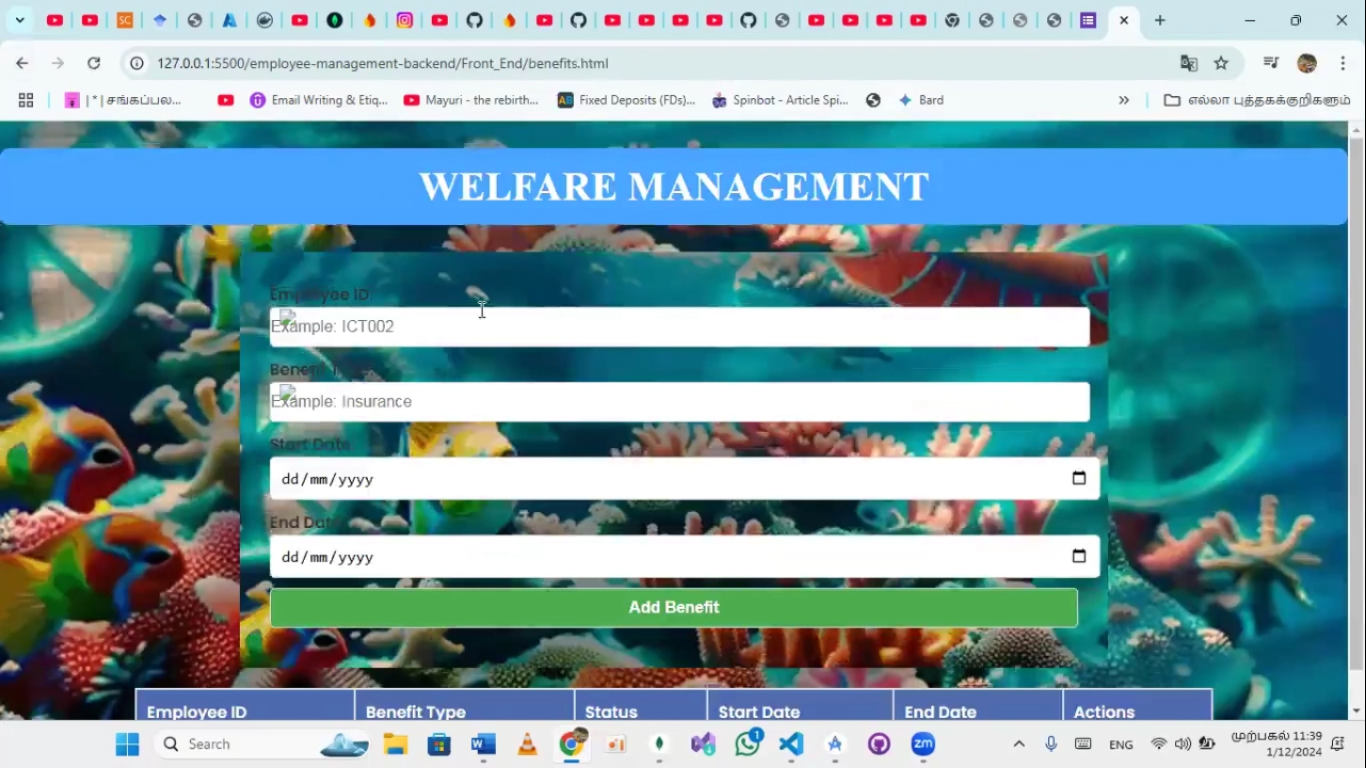 SC
127.0.0.1:5500/employee-management-backend/Front_End/benefits.html
| * | சங்கப்பல... Email Writing & Etiq... Mayuri - the rebirth... Fixed Deposits (FDs)... Spinbot - Article Spi... Bard » எல்லா புத்தகக்குறிகளும்
WELFARE MANAGEMENT
Employee ID
Example: ICT002
Example: Insurance
Start Date
dd/mm/yyyy
End Date
dd/mm/yyyy
Add Benefit
Employee ID Benefit Type Status Start Date End Date Actions
Search 1 zm ENG முற்பகல் 11:39
1/12/2024